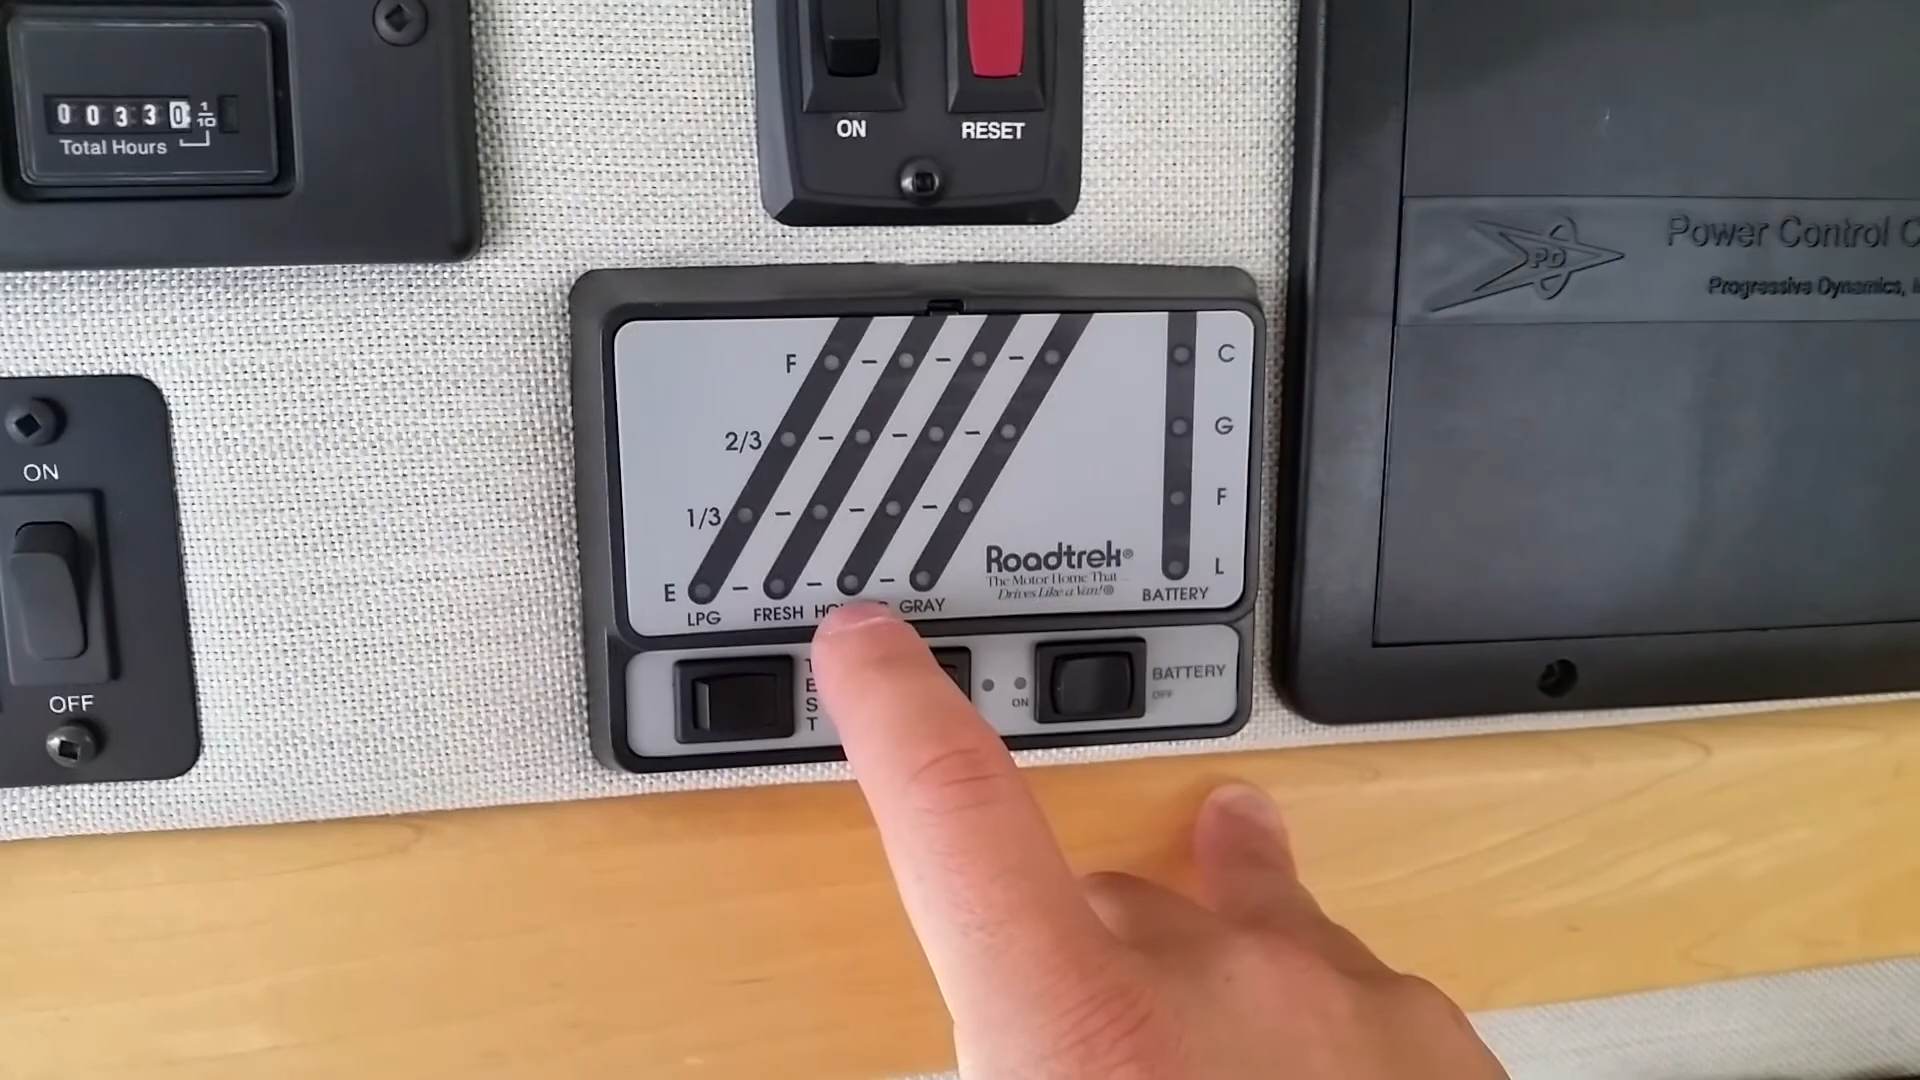 0 0 3 3 0 1/10
Total Hours
ON
RESET
PD
Power Control
Progressive Dynamics,
ON
OFF
F
2/3
1/3
E
LPG
FRESH
GRAY
C
G
F
L
BATTERY
Roadtrek®
The Motor Home That
Drives Like a Van!®
TEST
ON
BATTERY
OFF